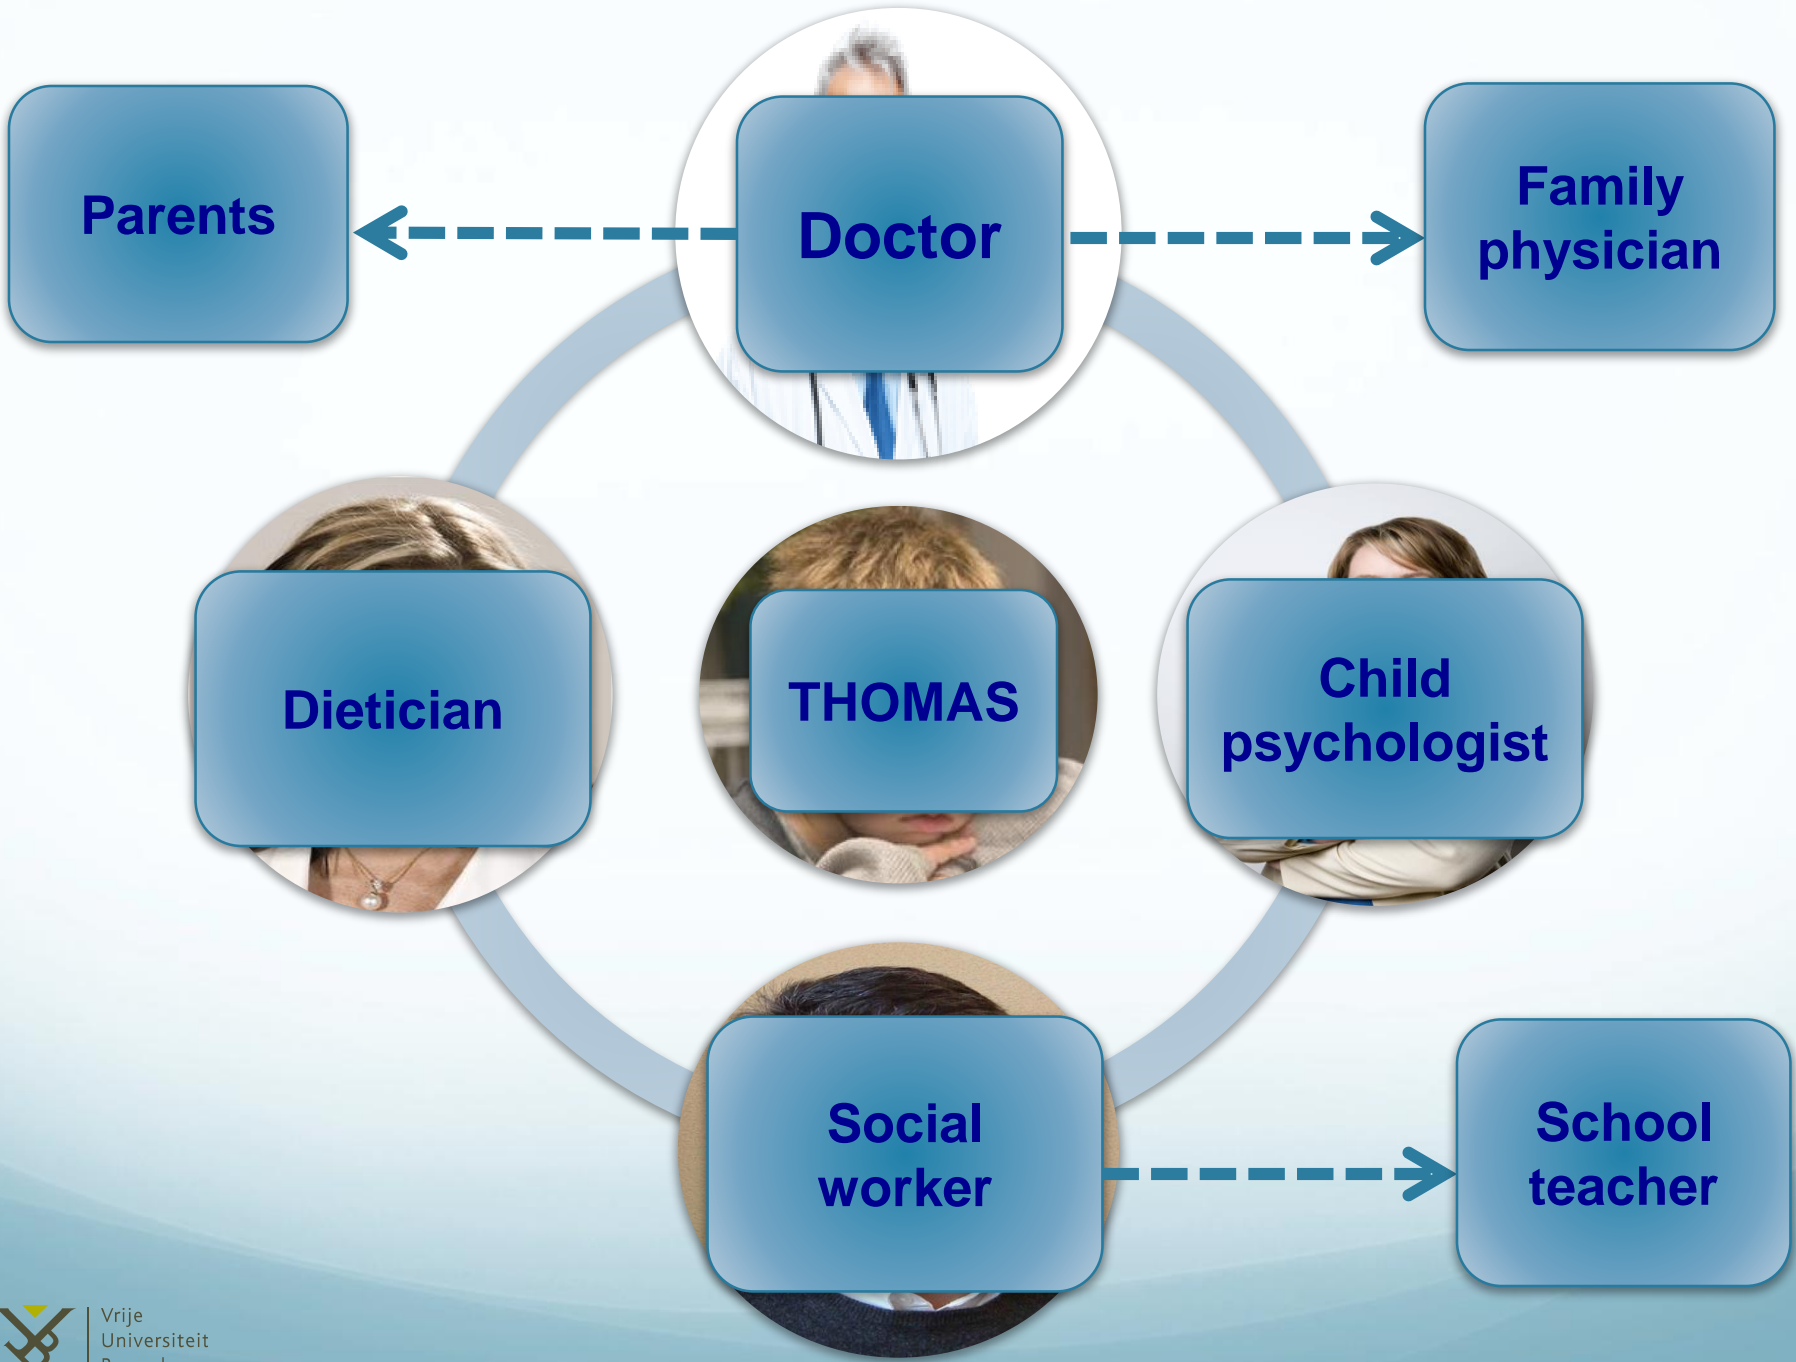 Parents
Doctor
Family
physician
Dietician
THOMAS
Child
psychologist
Social
worker
School
teacher
Vrije
Universiteit